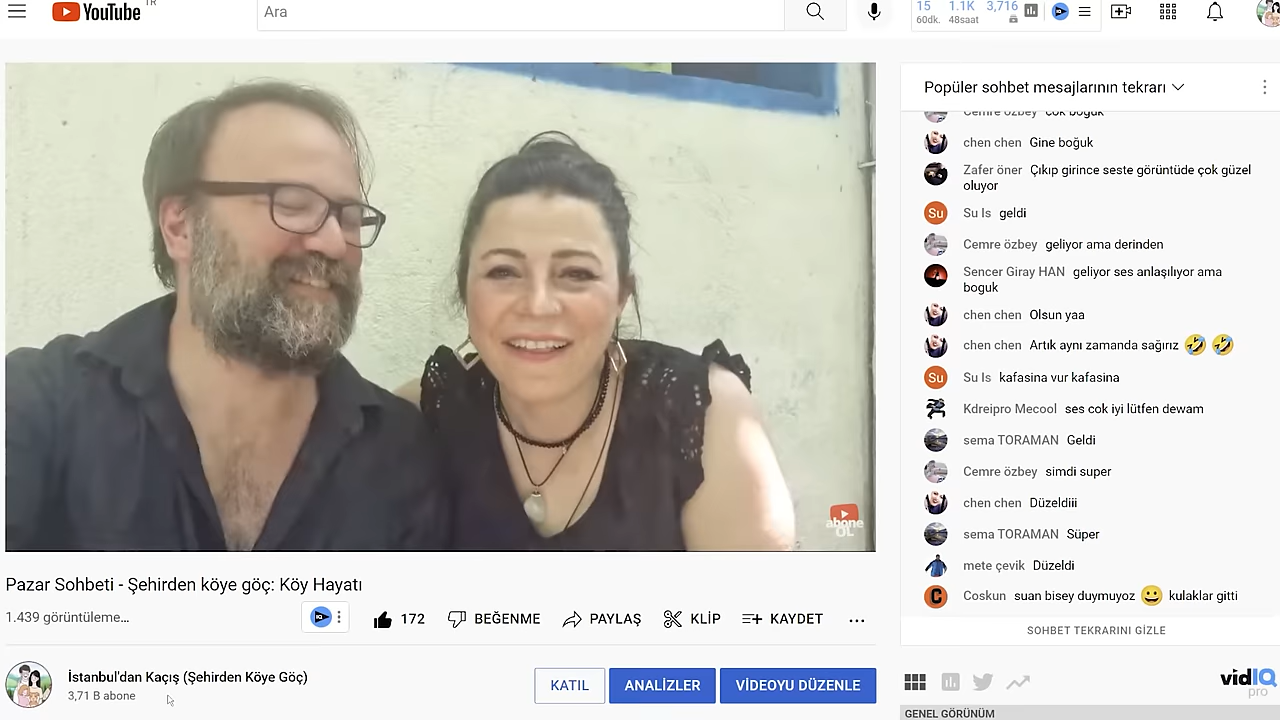 YouTube TR
Ara
15 1.1K 3,716
60dk. 48saat
Popüler sohbet mesajlarının tekrarı
Cemre özbey cok boguk
chen chen Gine boğuk
Zafer öner Çıkıp girince seste görüntüde çok güzel
oluyor
Su Su Is geldi
Cemre özbey geliyor ama derinden
Sencer Giray HAN geliyor ses anlaşılıyor ama
boguk
chen chen Olsun yaa
chen chen Artık aynı zamanda sağırız 🤣 🤣
Su Su Is kafasina vur kafasina
Kdreipro Mecool ses cok iyi lütfen dewam
sema TORAMAN Geldi
Cemre özbey simdi super
chen chen Düzeldiii
sema TORAMAN Süper
mete çevik Düzeldi
C Coskun suan bisey duymuyoz 😀 kulaklar gitti
SOHBET TEKRARINI GİZLE
abone
OL
Pazar Sohbeti - Şehirden köye göç: Köy Hayatı
1.439 görüntüleme...
172 BEĞENME PAYLAŞ KLİP KAYDET ...
İstanbul'dan Kaçış (Şehirden Köye Göç)
3,71 B abone
KATIL ANALİZLER VİDEOYU DÜZENLE
vidIQ
pro
GENEL GÖRÜNÜM